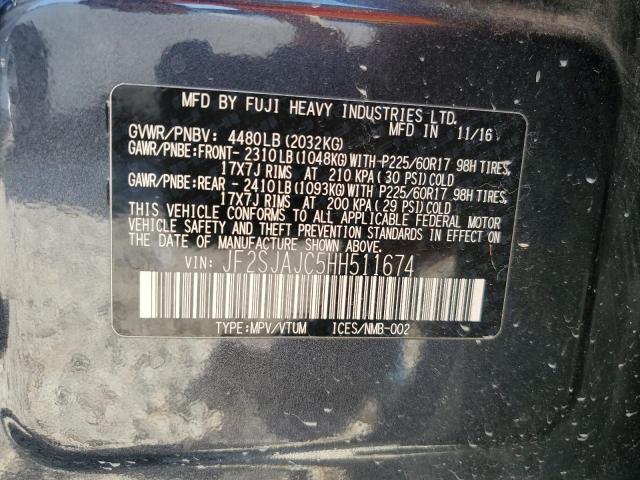 MFD BY FUJI HEAVY INDUSTRIES LTD.
MFD IN 11/16
GVWR/PNBV: 4480LB(2032KG)
GAWR/PNBE:FRONT-2310LB(1048KG)WITH-P225/60R17 98H TIRES,
17X7J RIMS AT 210 KPA(30 PSI)COLD
GAWR/PNBE:REAR -2410LB(1093KG)WITH P225/60R17 98H TIRES,
17X7J RIMS AT 200 KPA(29 PSI)COLD
THIS VEHICLE CONFORMS TO ALL APPLICABLE FEDERAL MOTOR
VEHICLE SAFETY AND THEFT PREVENTION STANDARDS IN EFFECT ON
THE DATE OF MANUFACTURE SHOWN ABOVE.
VIN: JF2SJAJC5HH511674
TYPE:MPV/VTUM ICES/NMB-002